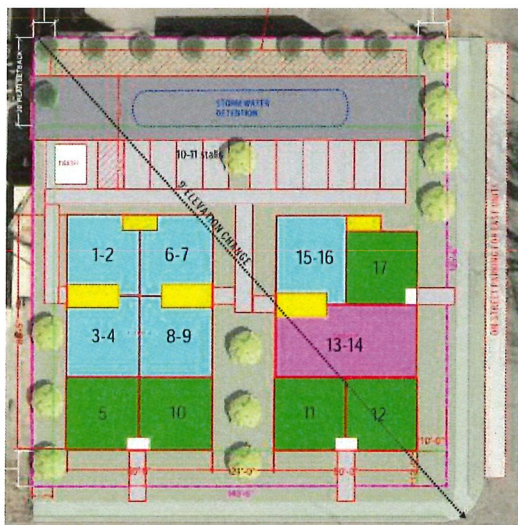 STORMWATER
DETENTION
TRASH
10-11 stalls
9' ELEVATION CHANGE
1-2
6-7
15-16
17
3-4
8-9
13-14
5
10
11
12
ON-STREET PARKING FOR EAST UNITS
10'-0"
24'-0"